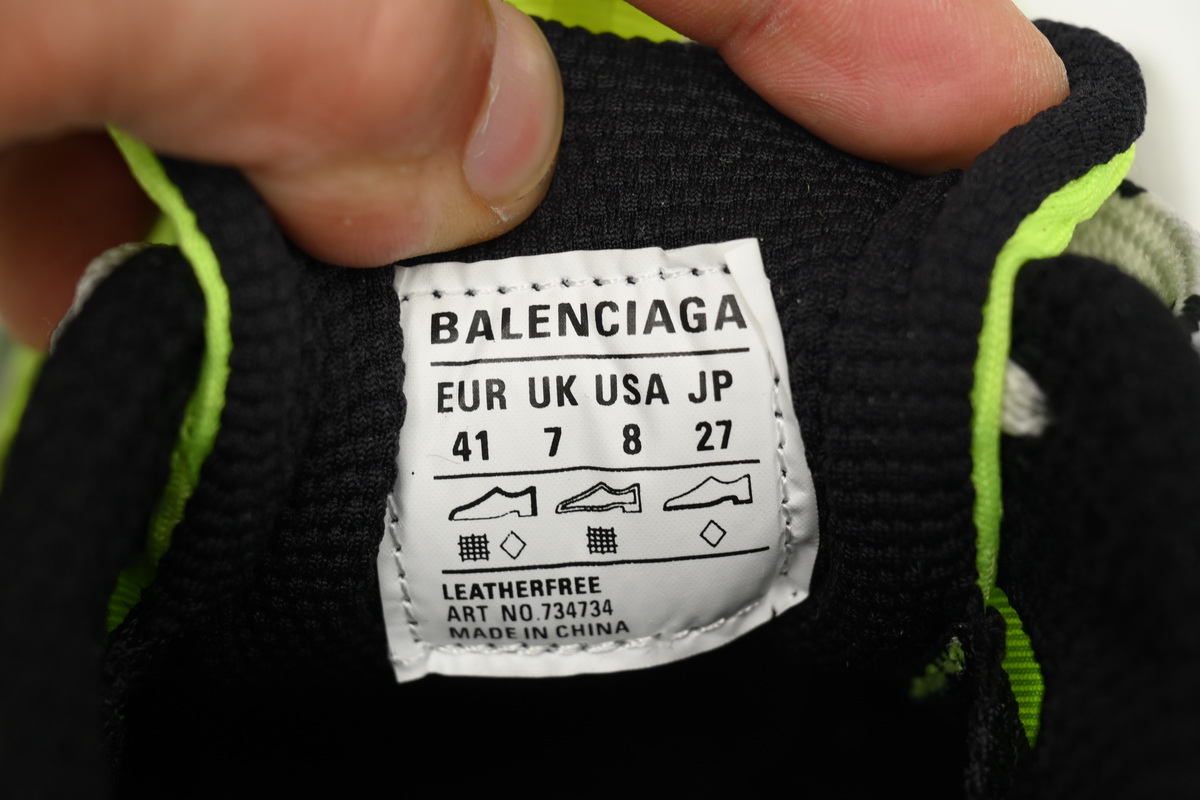 BALENCIAGA
EUR UK USA JP
41 7 8 27
LEATHERFREE
ART NO.734734
MADE IN CHINA